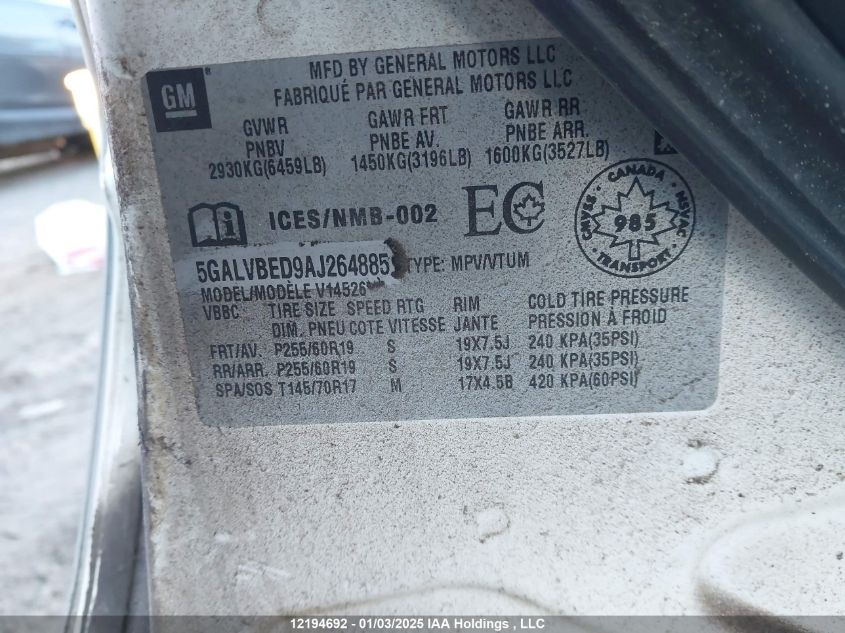 GM
MFD BY GENERAL MOTORS LLC
FABRIQUÉ PAR GENERAL MOTORS LLC
GVWR GAWR FRT GAWR RR
PNBV PNBE AV. PNBE ARR.
2930KG(6459LB) 1450KG(3196LB) 1600KG(3527LB)
i ICES/NMB-002 EC
CANADA
CMVSS NSVAC
985
TRANSPORT
5GALVBED9AJ264885 TYPE: MPV/VTUM
MODEL/MODÈLE V14526
VBBC TIRE SIZE SPEED RTG RIM COLD TIRE PRESSURE
DIM. PNEU COTE VITESSE JANTE PRESSION À FROID
FRT/AV. P255/60R19 S 19X7.5J 240 KPA(35PSI)
RR/ARR. P255/60R19 S 19X7.5J 240 KPA(35PSI)
SPA/SOS T145/70R17 M 17X4.5B 420 KPA(60PSI)
12194692 - 01/03/2025 IAA Holdings , LLC